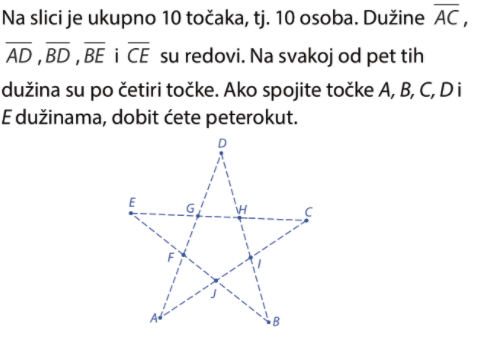 Na slici je ukupno 10 točaka, tj. 10 osoba. Dužine AC,
AD, BD, BE i CE su redovi. Na svakoj od pet tih
dužina su po četiri točke. Ako spojite točke A, B, C, D i
E dužinama, dobit ćete peterokut.
D
E
G
H
C
F
I
J
A
B